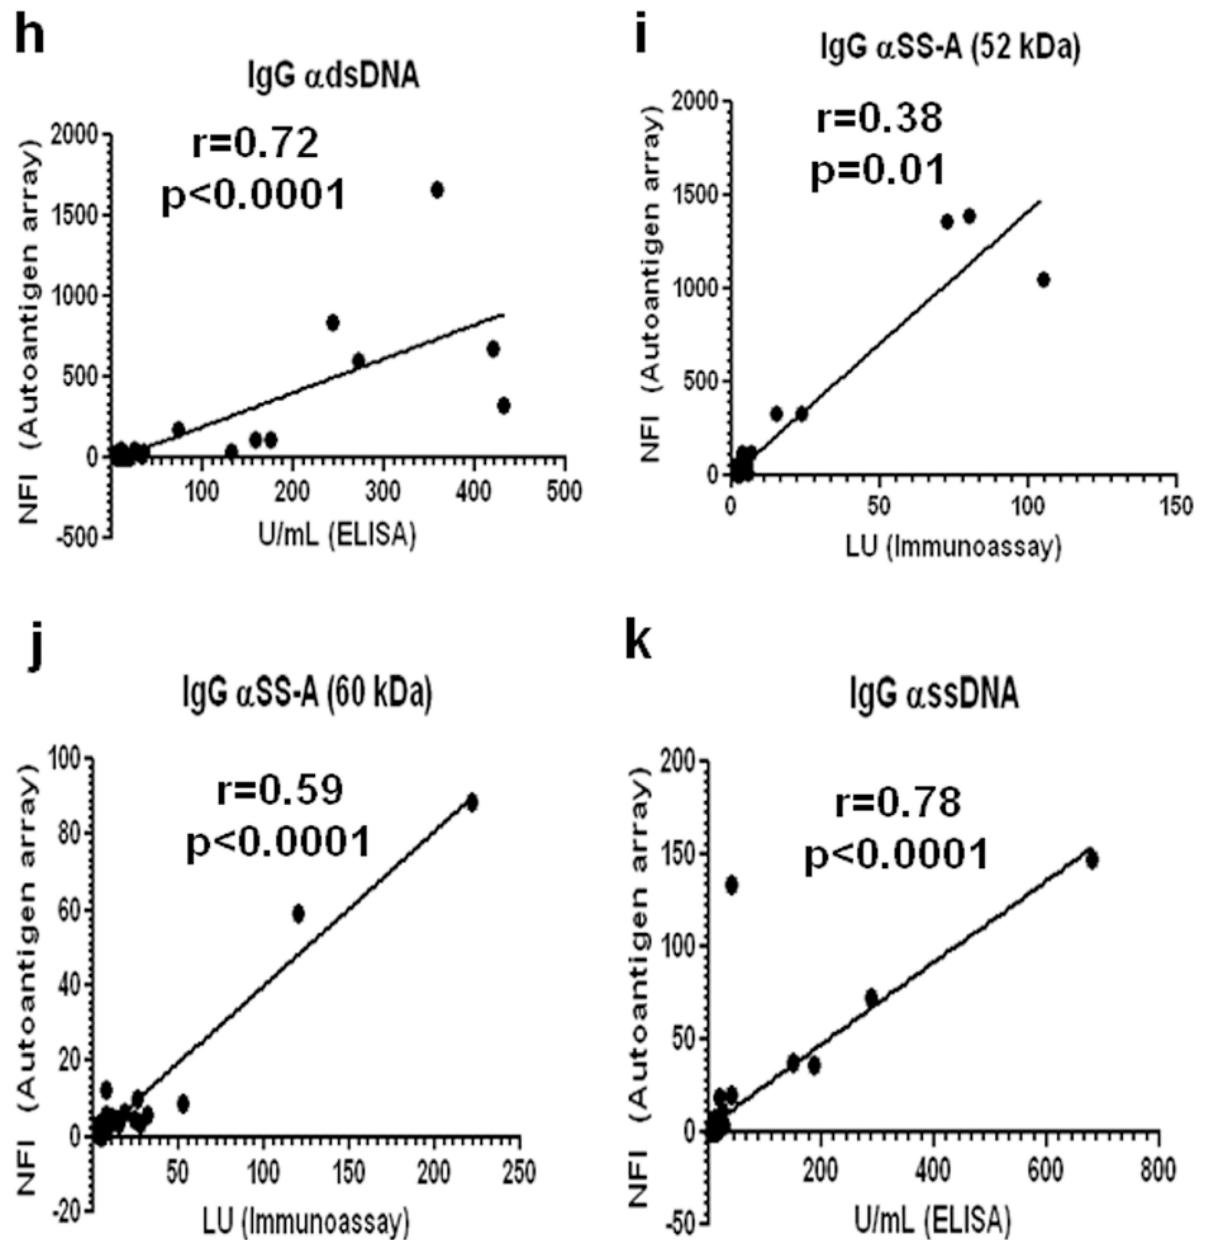 h
IgG αdsDNA
r=0.72
p<0.0001
NFI (Autoantigen array)
2000
1500
1000
500
0
-500
100 200 300 400 500
U/mL (ELISA)
i
IgG αSS-A (52 kDa)
r=0.38
p=0.01
NFI (Autoantigen array)
2000
1500
1000
500
0
0 50 100 150
LU (Immunoassay)
j
IgG αSS-A (60 kDa)
r=0.59
p<0.0001
NFI (Autoantigen array)
100
80
60
40
20
0
-20
50 100 150 200 250
LU (Immunoassay)
k
IgG αssDNA
r=0.78
p<0.0001
NFI (Autoantigen array)
200
150
100
50
0
-50
200 400 600 800
U/mL (ELISA)